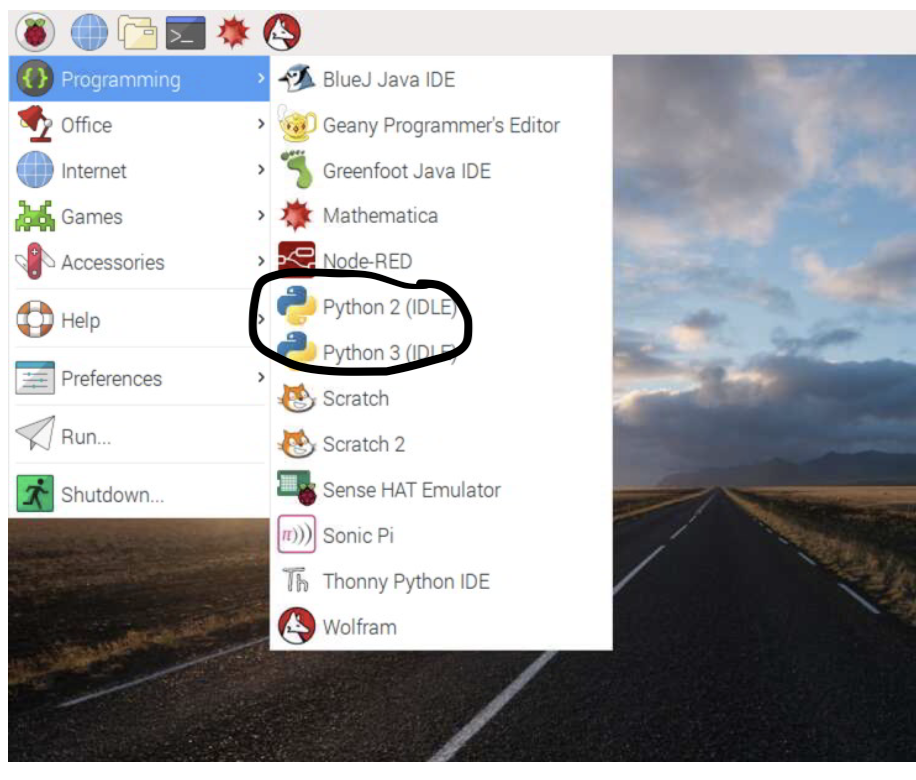 Programming
Office
Internet
Games
Accessories
Help
Preferences
Run...
Shutdown...
BlueJ Java IDE
Geany Programmer's Editor
Greenfoot Java IDE
Mathematica
Node-RED
Python 2 (IDLE)
Python 3 (IDLE)
Scratch
Scratch 2
Sense HAT Emulator
Sonic Pi
Thonny Python IDE
Wolfram